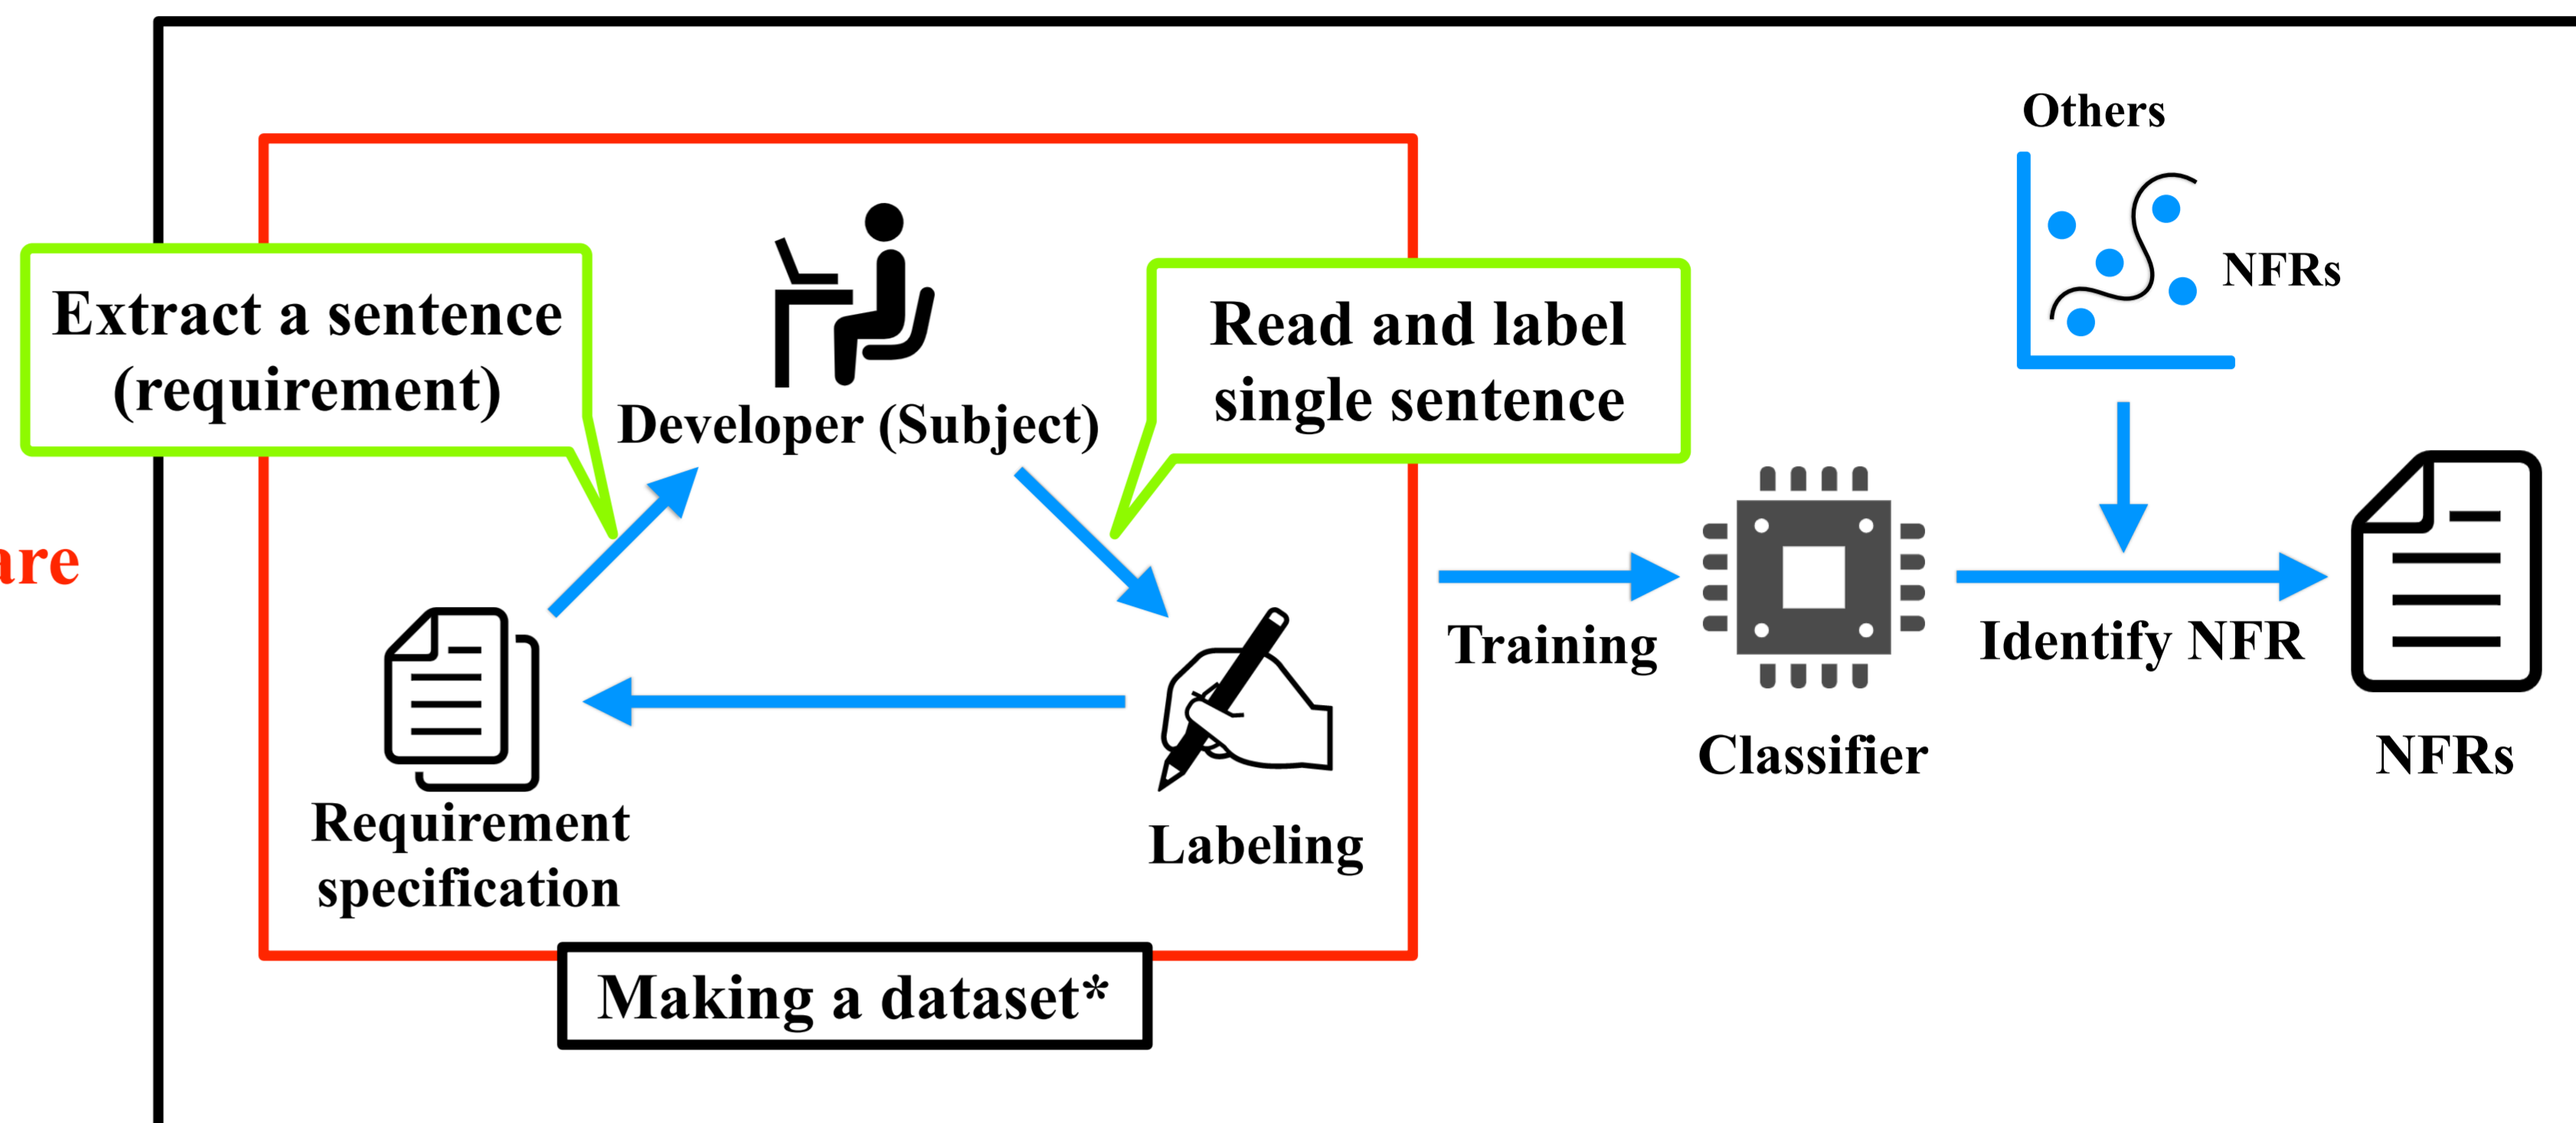 Others
NFRs
Extract a sentence
(requirement)
Developer (Subject)
Read and label
single sentence
Requirement
specification
Labeling
Making a dataset*
Training
Classifier
Identify NFR
NFRs